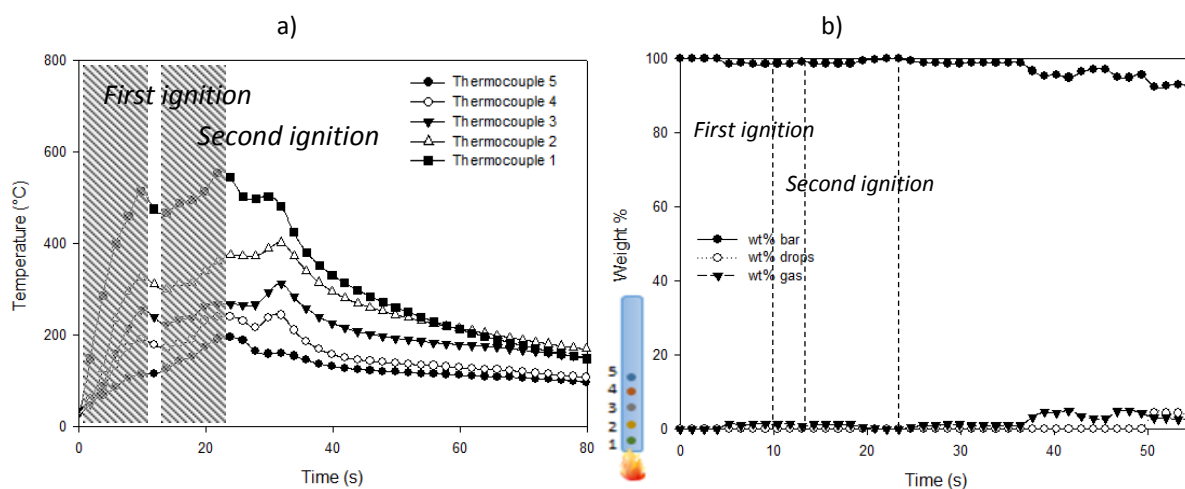 a)
800
600
400
200
0
Temperature (°C)
First ignition
Second ignition
Thermocouple 5
Thermocouple 4
Thermocouple 3
Thermocouple 2
Thermocouple 1
0 20 40 60 80
Time (s)
5
4
3
2
1
b)
100
80
60
40
20
0
Weight %
First ignition
Second ignition
wt% bar
wt% drops
wt% gas
0 10 20 30 40 50
Time (s)